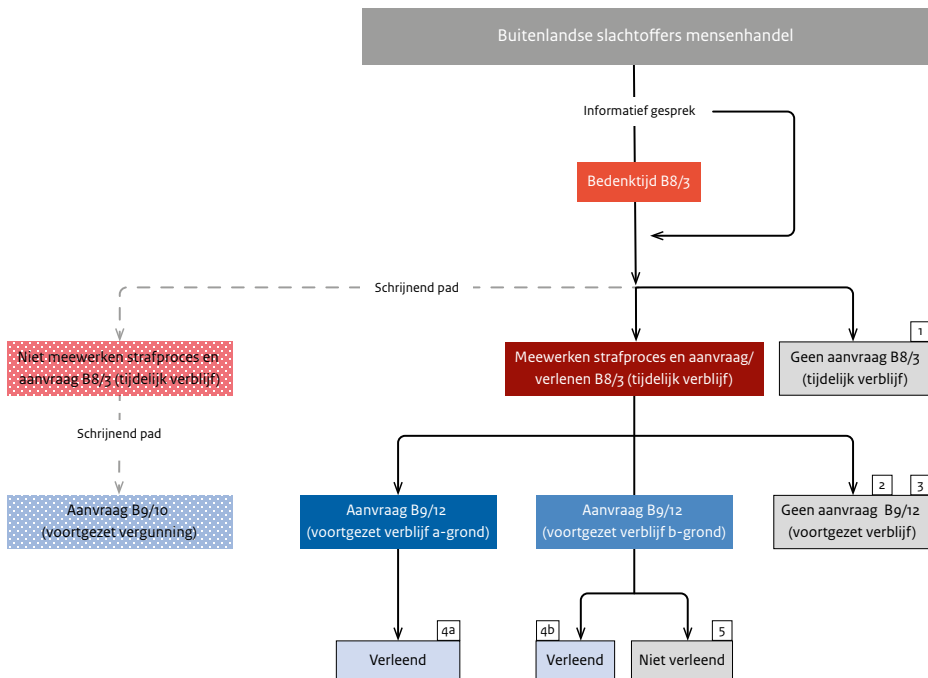 Buitenlandse slachtoffers mensenhandel
Informatief gesprek
Bedenktijd B8/3
Schrijnend pad
1
Niet meewerken strafproces en
aanvraag B8/3 (tijdelijk verblijf)
Meewerken strafproces en aanvraag/
verlenen B8/3 (tijdelijk verblijf)
Geen aanvraag B8/3
(tijdelijk verblijf)
Schrijnend pad
2
3
Aanvraag B9/10
(voortgezet vergunning)
Aanvraag B9/12
(voortgezet verblijf a-grond)
Aanvraag B9/12
(voortgezet verblijf b-grond)
Geen aanvraag B9/12
(voortgezet verblijf)
4a
4b
5
Verleend
Verleend
Niet verleend